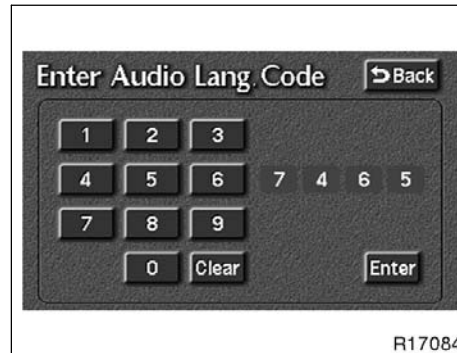 Enter Audio Lang. Code Back
1 2 3
4 5 6 7 4 6 5
7 8 9
0 Clear Enter
R17084